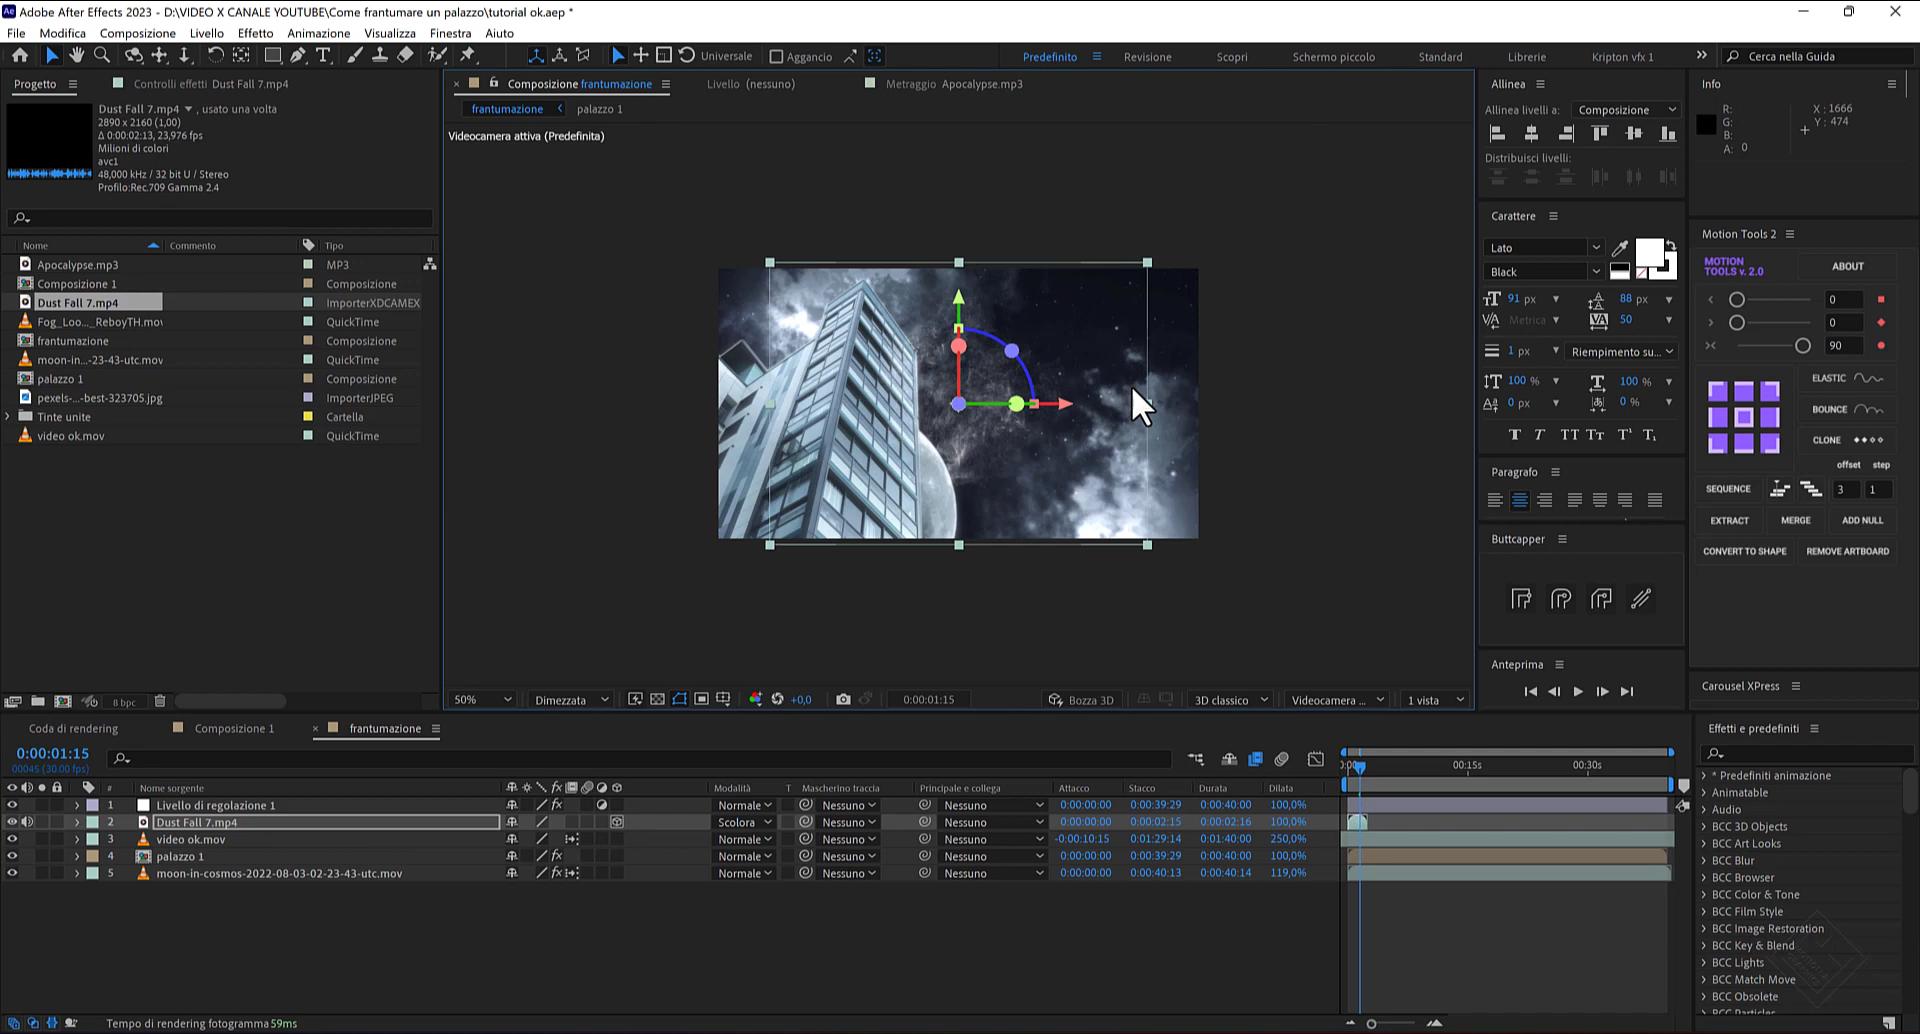 Adobe After Effects 2023 - D:\VIDEO X CANALE YOUTUBE\Come frantumare un palazzo\tutorial ok.aep *
File Modifica Composizione Livello Effetto Animazione Visualizza Finestra Aiuto
Universale Aggancio Predefinito Revisione Scopri Schermo piccolo Standard Librerie Kripton vfx 1 Cerca nella Guida
Progetto Controlli effetti Dust Fall 7.mp4
Dust Fall 7.mp4 , usato una volta
2890 x 2160 (1,00)
Δ 0:00:02:13, 23,976 fps
Milioni di colori
avc1
48,000 kHz / 32 bit U / Stereo
Profilo:Rec.709 Gamma 2.4
Nome Commento Tipo
Apocalypse.mp3 MP3
Composizione 1 Composizione
Dust Fall 7.mp4 ImporterXDCAMEX
Fog_Loo..._ReboyTH.mov QuickTime
frantumazione Composizione
moon-in...-23-43-utc.mov QuickTime
palazzo 1 Composizione
pexels-...-best-323705.jpg ImporterJPEG
Tinte unite Cartella
video ok.mov QuickTime
8 bpc
Composizione frantumazione Livello (nessuno) Metraggio Apocalypse.mp3
frantumazione palazzo 1
Videocamera attiva (Predefinita)
50% Dimezzata +0,0 0:00:01:15 Bozza 3D 3D classico Videocamera ... 1 vista
Allinea
Allinea livelli a: Composizione
Distribuisci livelli:
Carattere
Lato
Black
91 px 88 px
Metrica 50
1 px Riempimento su...
100 % 100 %
0 px 0 %
T T TT Tт T¹ T₁
Paragrafo
Buttcapper
Anteprima
Info
R: X : 1666
G: Y : 474
B:
A: 0
Motion Tools 2
MOTION TOOLS v. 2.0 ABOUT
0
0
90
ELASTIC
BOUNCE
CLONE
offset step
SEQUENCE 3 1
EXTRACT MERGE ADD NULL
CONVERT TO SHAPE REMOVE ARTBOARD
Carousel XPress
Coda di rendering Composizione 1 frantumazione
0:00:01:15
00045 (30.00 fps)
# Nome sorgente Modalità T Mascherino traccia Principale e collega Attacco Stacco Durata Dilata
1 Livello di regolazione 1 Normale Nessuno Nessuno 0:00:00:00 0:00:39:29 0:00:40:00 100,0%
2 Dust Fall 7.mp4 Scolora Nessuno Nessuno 0:00:00:00 0:00:02:15 0:00:02:16 100,0%
3 video ok.mov Normale Nessuno Nessuno -0:00:10:15 0:01:29:14 0:01:40:00 250,0%
4 palazzo 1 Normale Nessuno Nessuno 0:00:00:00 0:00:39:29 0:00:40:00 100,0%
5 moon-in-cosmos-2022-08-03-02-23-43-utc.mov Normale Nessuno Nessuno 0:00:00:00 0:00:40:13 0:00:40:14 119,0%
00:15s 00:30s
Effetti e predefiniti
* Predefiniti animazione
Animatable
Audio
BCC 3D Objects
BCC Art Looks
BCC Blur
BCC Browser
BCC Color & Tone
BCC Film Style
BCC Image Restoration
BCC Key & Blend
BCC Lights
BCC Match Move
BCC Obsolete
Tempo di rendering fotogramma 59ms